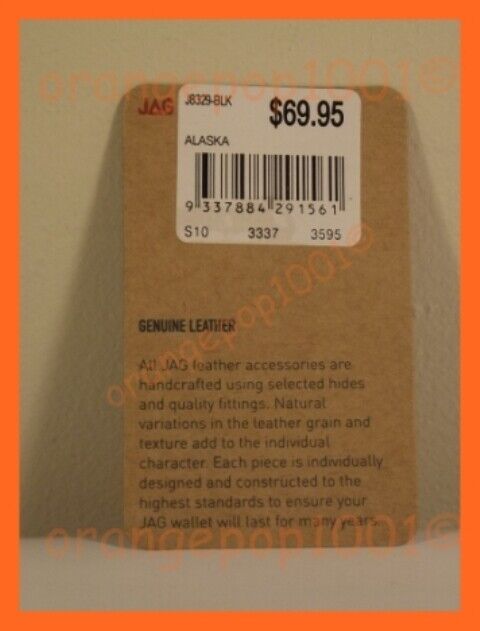 orangepop1001©
JAG J8329-BLK $69.95
ALASKA
9 337884 291561
S10 3337 3595
orangepop1001©
GENUINE LEATHER
All JAG leather accessories are
handcrafted using selected hides
and quality fittings. Natural
variations in the leather grain and
texture add to the individual
character. Each piece is individually
designed and constructed to the
highest standards to ensure your
JAG wallet will last for many years.
orangepop1001©